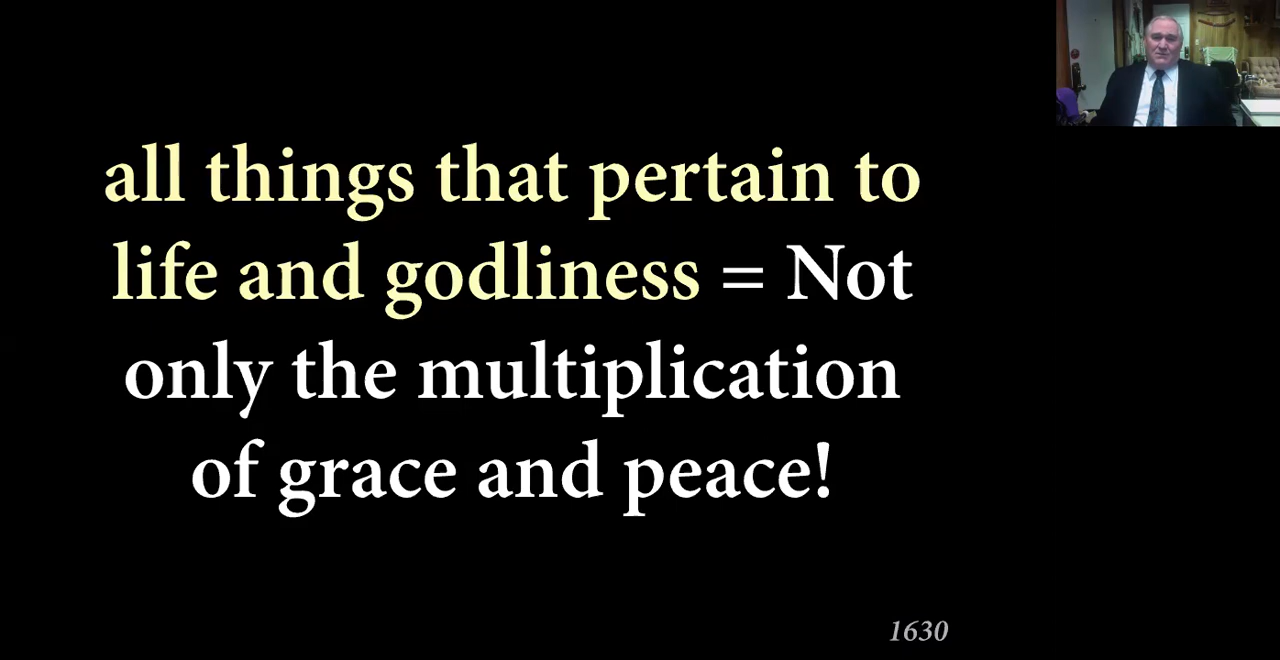 all things that pertain to
life and godliness = Not
only the multiplication
of grace and peace!
1630